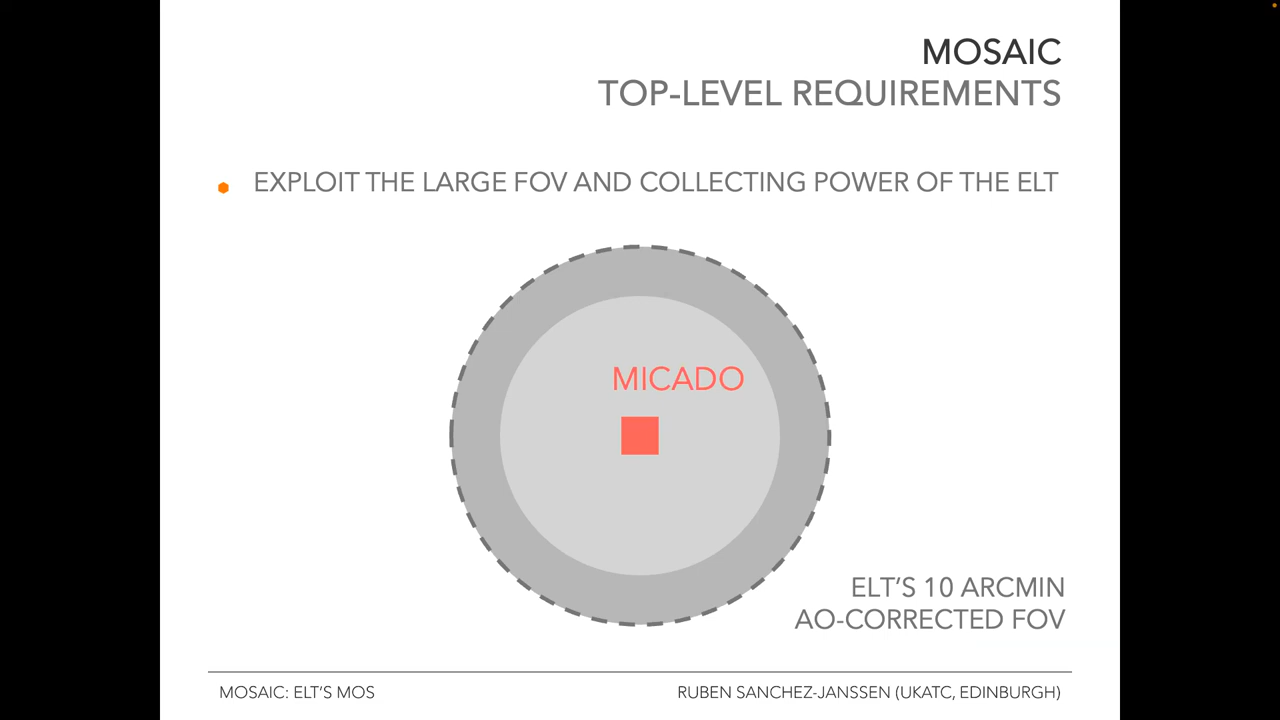 MOSAIC
TOP-LEVEL REQUIREMENTS
EXPLOIT THE LARGE FOV AND COLLECTING POWER OF THE ELT
MICADO
ELT’S 10 ARCMIN
AO-CORRECTED FOV
MOSAIC: ELT’S MOS
RUBEN SANCHEZ-JANSSEN (UKATC, EDINBURGH)